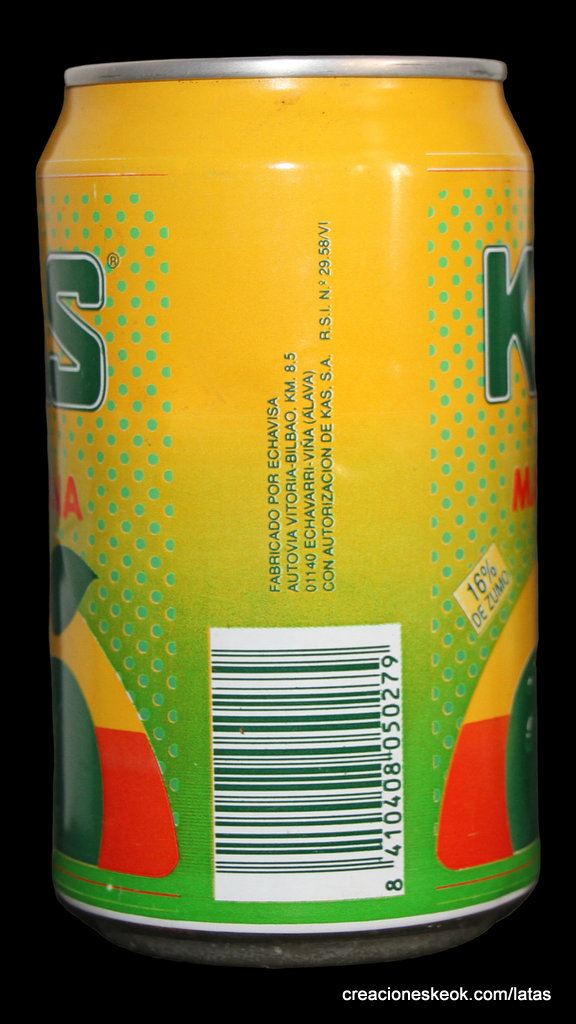 S®
K
16%
DE ZUMO
FABRICADO POR ECHAVISA
AUTOVIA VITORIA-BILBAO, KM. 8.5
01140 ECHAVARRI-VIÑA (ALAVA)
CON AUTORIZACION DE KAS, S.A. R.S.I. N.º 29.58/VI
8 410408 050279
creacioneskeok.com/latas